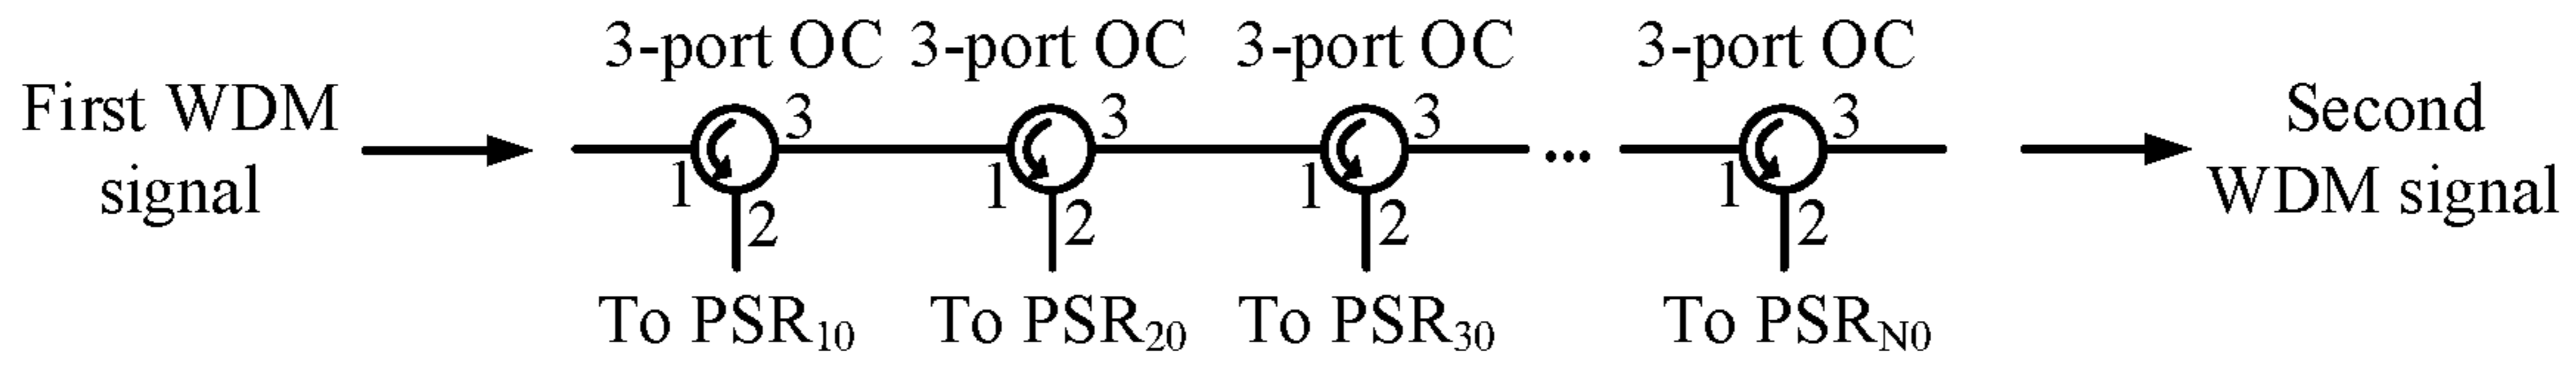 3-port OC 3-port OC 3-port OC 3-port OC
First WDM
signal
Second
WDM signal
3 3 3 ... 3
1 1 1 1
2 2 2 2
To PSR10 To PSR20 To PSR30 To PSRN0